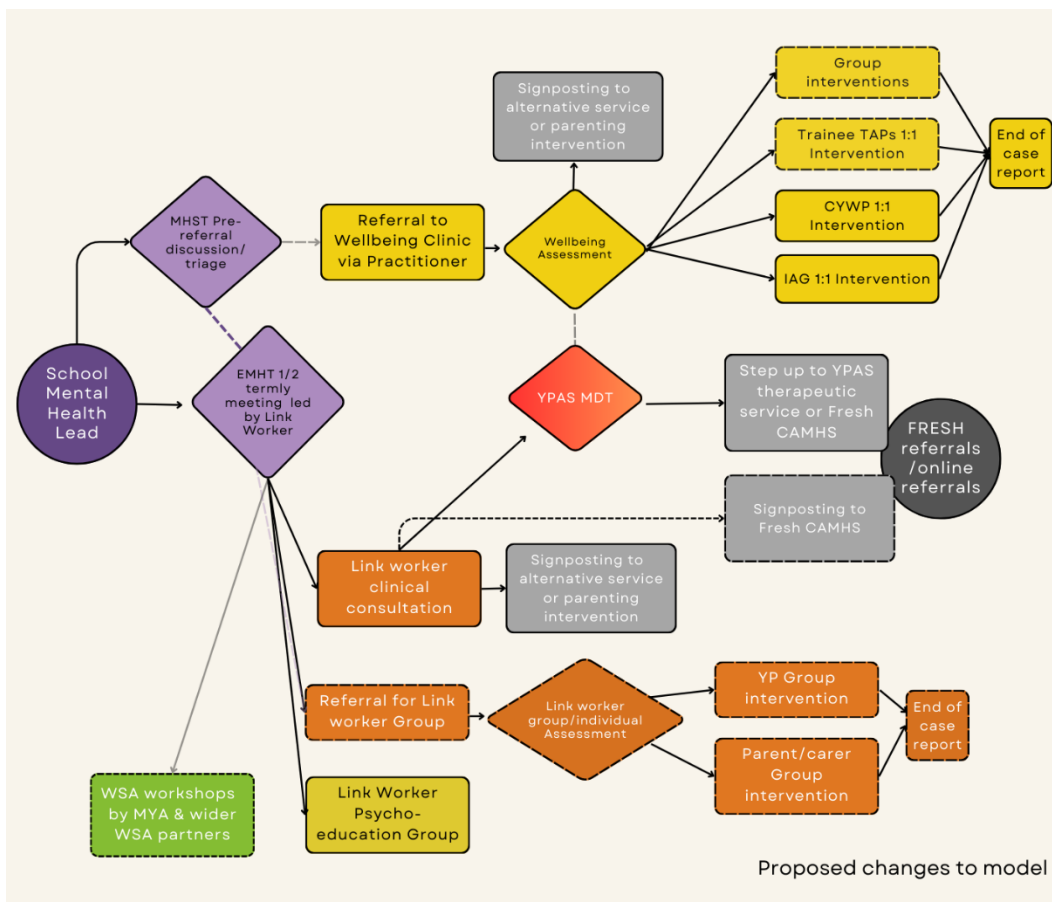 Group
interventions
Signposting to
alternative service
or parenting
intervention
Trainee TAPs 1:1
Intervention
End of
case
report
MHST Pre-
referral
discussion/
triage
Referral to
Wellbeing Clinic
via Practitioner
Wellbeing
Assessment
CYWP 1:1
Intervention
IAG 1:1 Intervention
School
Mental
Health
Lead
EMHT 1/2
termly
meeting led
by Link
Worker
YPAS MDT
Step up to YPAS
therapeutic
service or Fresh
CAMHS
FRESH
referrals
/online
referrals
Signposting to
Fresh CAMHS
Link worker
clinical
consultation
Signposting to
alternative service
or parenting
intervention
Referral for Link
worker Group
Link worker
group/individual
Assessment
YP Group
intervention
Parent/carer
Group
intervention
End of
case
report
WSA workshops
by MYA & wider
WSA partners
Link Worker
Psycho-
education Group
Proposed changes to model